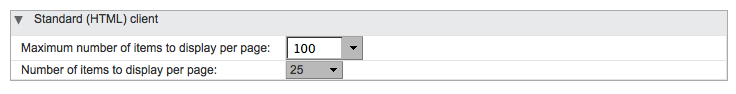 Standard (HTML) client
Maximum number of items to display per page: 100
Number of items to display per page: 25